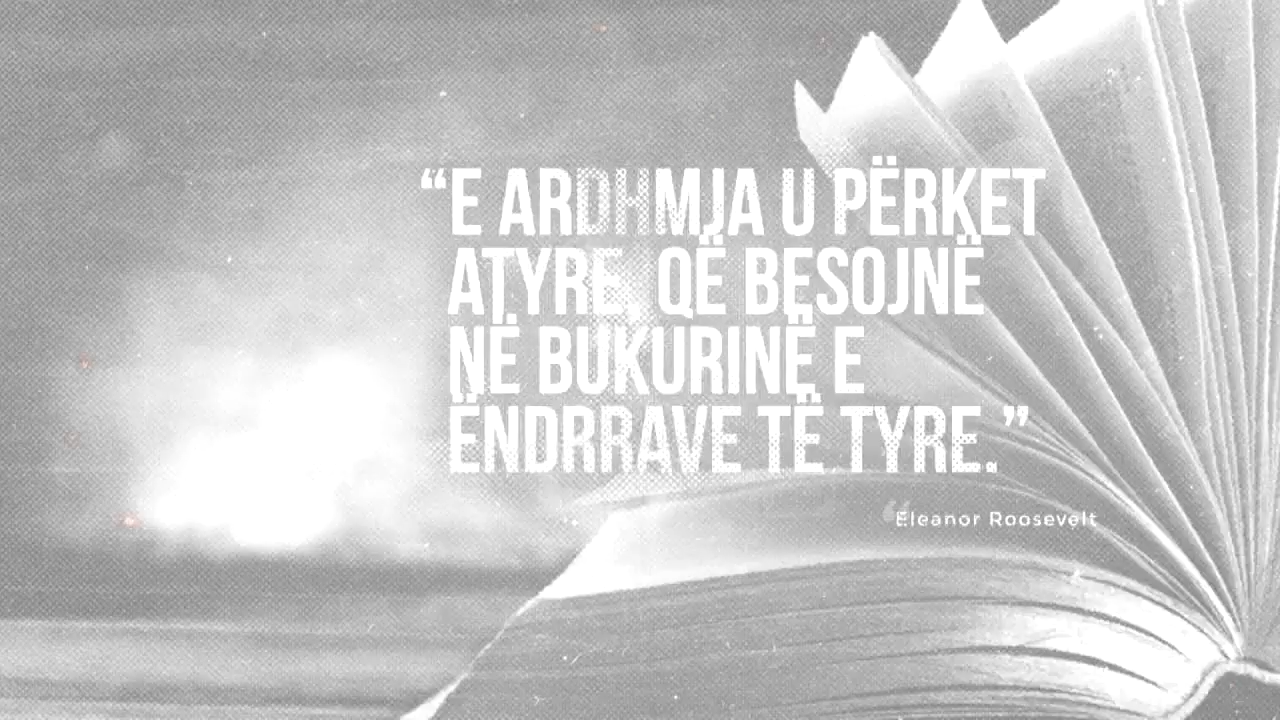 “E ARDHMJA U PËRKET
ATYRE, QË BESOJNË
NË BUKURINË E
ËNDRRAVE TË TYRE.”
“Eleanor Roosevelt